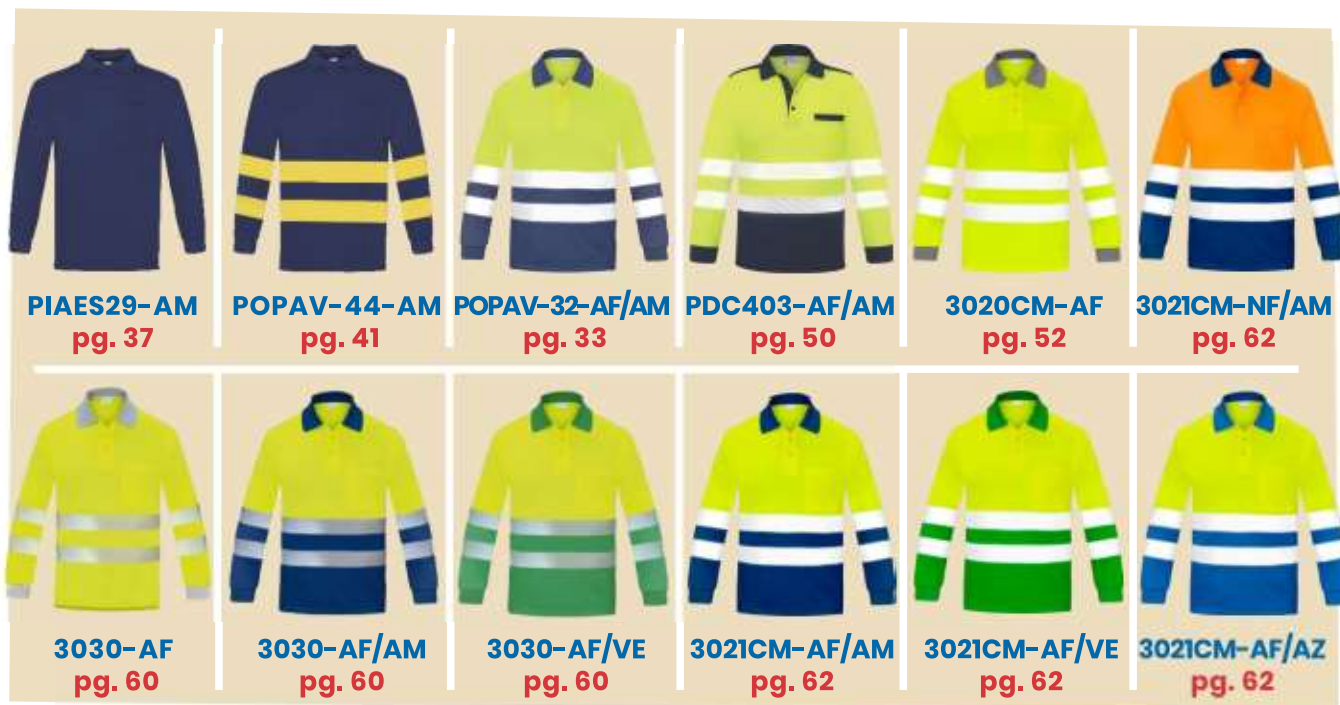 PIAES29-AM
pg. 37
POPAV-44-AM
pg. 41
POPAV-32-AF/AM
pg. 33
PDC403-AF/AM
pg. 50
3020CM-AF
pg. 52
3021CM-NF/AM
pg. 62
3030-AF
pg. 60
3030-AF/AM
pg. 60
3030-AF/VE
pg. 60
3021CM-AF/AM
pg. 62
3021CM-AF/VE
pg. 62
3021CM-AF/AZ
pg. 62